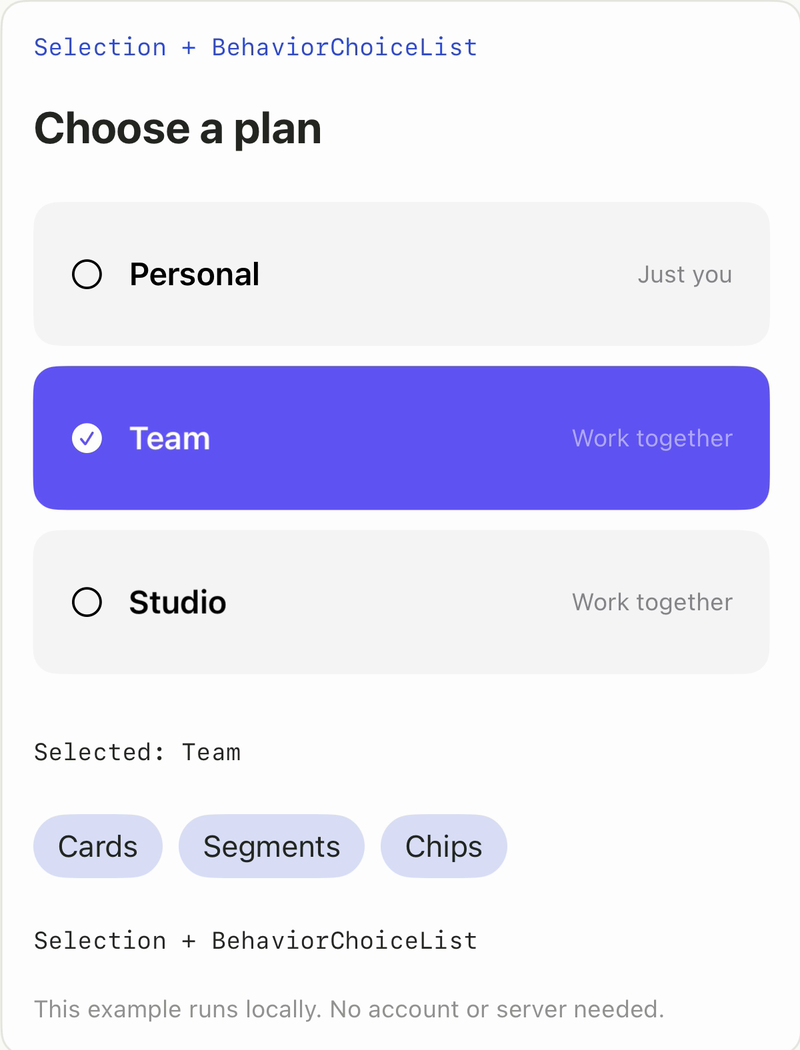 Selection + BehaviorChoiceList
Choose a plan
Personal
Just you
Team
Work together
Studio
Work together
Selected: Team
Cards
Segments
Chips
Selection + BehaviorChoiceList
This example runs locally. No account or server needed.